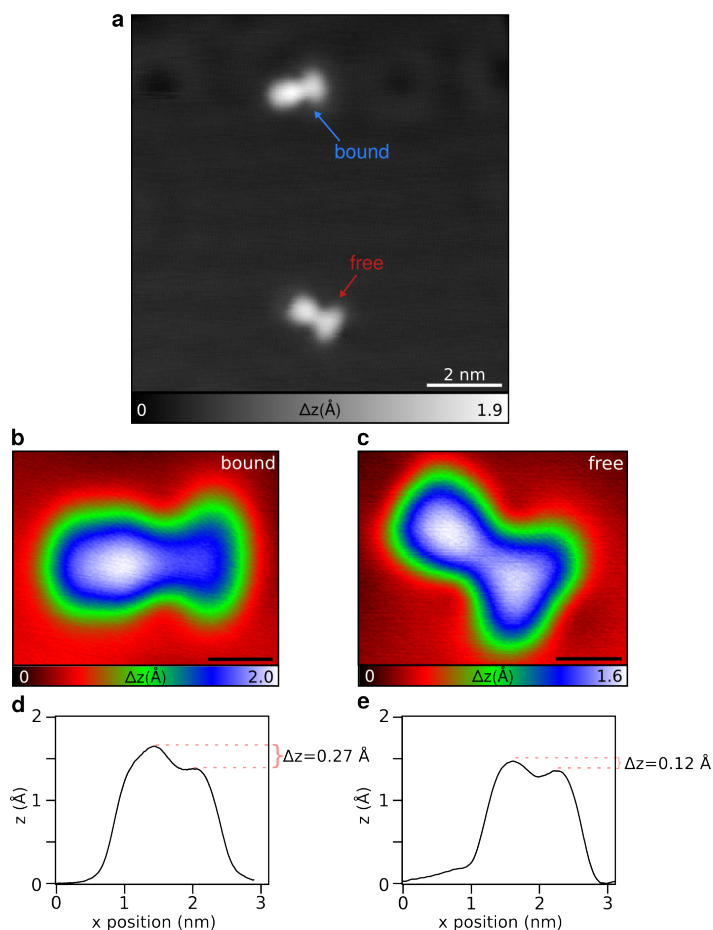 a
bound
free
2 nm
0 Δz(Å) 1.9
b
bound
0 Δz(Å) 2.0
c
free
0 Δz(Å) 1.6
d
2
1
0
z (Å)
Δz=0.27 Å
0 1 2 3
x position (nm)
e
2
1
0
z (Å)
Δz=0.12 Å
0 1 2 3
x position (nm)